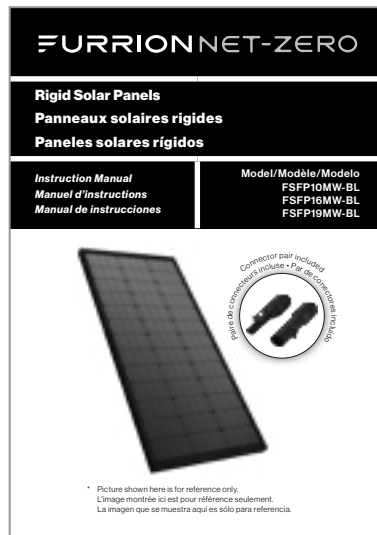 FURRION NET-ZERO
Rigid Solar Panels
Panneaux solaires rigides
Paneles solares rígidos
Instruction Manual
Manuel d'instructions
Manual de instrucciones
Model/Modèle/Modelo
FSFP10MW-BL
FSFP16MW-BL
FSFP19MW-BL
Connector pair included
Paire de connecteurs incluse • Par de conectores incluido
* Picture shown here is for reference only.
L'image montrée ici est pour référence seulement.
La imagen que se muestra aquí es sólo para referencia.